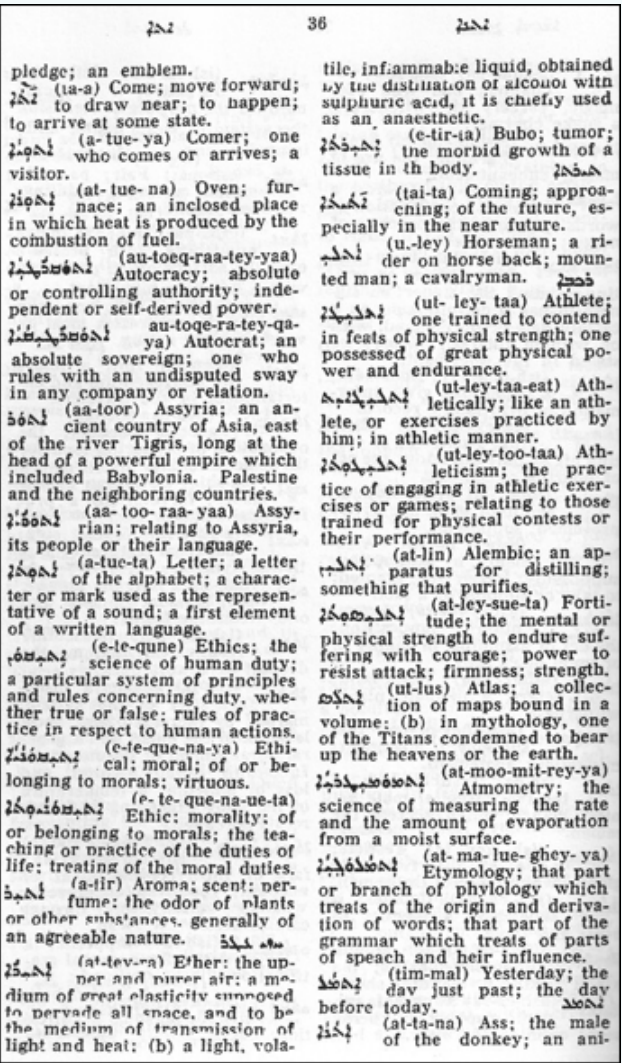 36
pledge; an emblem.
(ta-a) Come; move forward;
to draw near; to happen;
to arrive at some state.
(a-tue-ya) Comer; one
who comes or arrives; a
visitor.
(at-tue-na) Oven; fur-
nace; an inclosed place
in which heat is produced by the
combustion of fuel.
(au-toeq-raa-tey-yaa)
Autocracy; absolute
or controlling authority; inde-
pendent or self-derived power.
au-toqe-ra-tey-qa-
ya) Autocrat; an
absolute sovereign; one who
rules with an undisputed sway
in any company or relation.
(aa-toor) Assyria; an an-
cient country of Asia, east
of the river Tigris, long at the
head of a powerful empire which
included Babylonia. Palestine
and the neighboring countries.
(aa-too-raa-yaa) Assy-
rian; relating to Assyria,
its people or their language.
(a-tue-ta) Letter; a letter
of the alphabet; a charac-
ter or mark used as the represen-
tative of a sound; a first element
of a written language.
(e-te-qune) Ethics; the
science of human duty;
a particular system of principles
and rules concerning duty, whe-
ther true or false; rules of prac-
tice in respect to human actions.
(e-te-que-na-ya) Ethi-
cal; moral; of or be-
longing to morals; virtuous.
(e-te-que-na-ue-ta)
Ethic; morality; of
or belonging to morals; the tea-
ching or practice of the duties of
life; treating of the moral duties.
(a-tir) Aroma; scent; per-
fume; the odor of plants
or other substances, generally of
an agreeable nature.
(at-tey-ra) Ether; the up-
per and purer air; a me-
dium of great elasticity supposed
to pervade all space, and to be
the medium of transmission of
light and heat; (b) a light, vola-
tile, inflammable liquid, obtained
by the distillation of alcohol with
sulphuric acid, it is chiefly used
as an anaesthetic.
(e-tir-ta) Bubo; tumor;
the morbid growth of a
tissue in th body.
(tai-ta) Coming; approa-
ching; of the future, es-
pecially in the near future.
(u.-ley) Horseman; a ri-
der on horse back; moun-
ted man; a cavalryman.
(ut-ley-taa) Athlete;
one trained to contend
in feats of physical strength; one
possessed of great physical po-
wer and endurance.
(ut-ley-taa-eat) Ath-
letically; like an ath-
lete, or exercises practiced by
him; in athletic manner.
(ut-ley-too-taa) Ath-
leticism; the prac-
tice of engaging in athletic exer-
cises or games; relating to those
trained for physical contests or
their performance.
(at-lin) Alembic; an ap-
paratus for distilling;
something that purifies.
(at-ley-sue-ta) Forti-
tude; the mental or
physical strength to endure suf-
fering with courage; power to
resist attack; firmness; strength.
(ut-lus) Atlas; a collec-
tion of maps bound in a
volume; (b) in mythology, one
of the Titans condemned to bear
up the heavens or the earth.
(at-moo-mit-rey-ya)
Atmometry; the
science of measuring the rate
and the amount of evaporation
from a moist surface.
(at-ma-lue-ghey-ya)
Etymology; that part
or branch of phylology which
treats of the origin and deriva-
tion of words; that part of the
grammar which treats of parts
of speach and heir influence.
(tim-mal) Yesterday; the
day just past; the day
before today.
(at-ta-na) Ass; the male
of the donkey; an ani-